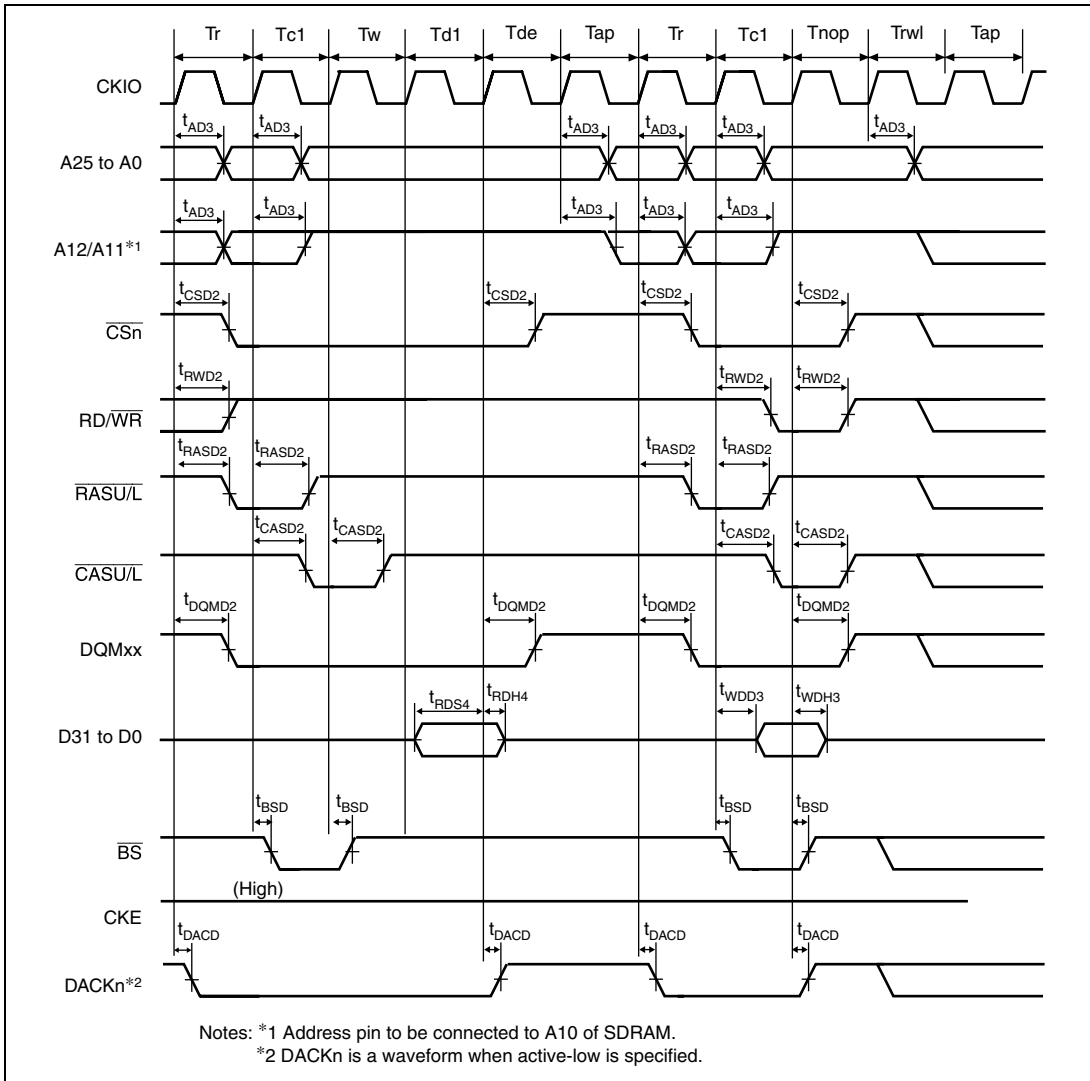 Tr Tc1 Tw Td1 Tde Tap Tr Tc1 Tnop Trwl Tap
CKIO
tAD3 tAD3 tAD3 tAD3 tAD3 tAD3
A25 to A0
tAD3 tAD3 tAD3 tAD3 tAD3
A12/A11*1
tCSD2 tCSD2 tCSD2 tCSD2
CSn
tRWD2 tRWD2 tRWD2
RD/WR
tRASD2 tRASD2 tRASD2 tRASD2
RASU/L
tCASD2 tCASD2 tCASD2 tCASD2
CASU/L
tDQMD2 tDQMD2 tDQMD2 tDQMD2
DQMxx
tRDS4 tRDH4 tWDD3 tWDH3
D31 to D0
tBSD tBSD tBSD tBSD
BS
(High)
CKE
tDACD tDACD tDACD tDACD
DACKn*2
Notes: *1 Address pin to be connected to A10 of SDRAM.
*2 DACKn is a waveform when active-low is specified.